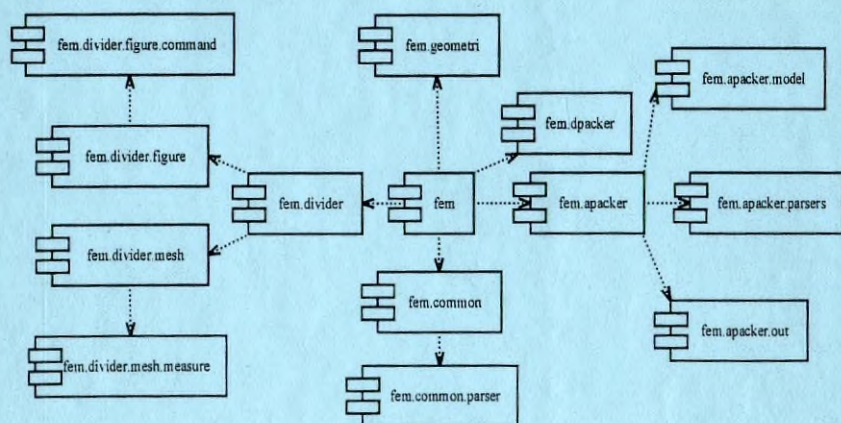 fem.divider.figure.command
fem.geometri
fem.apacker.model
fem.dpacker
fem.divider.figure
fem.divider
fem
fem.apacker
fem.apacker.parsers
fem.divider.mesh
fem.common
fem.apacker.out
fem.divider.mesh.measure
fem.common.parser